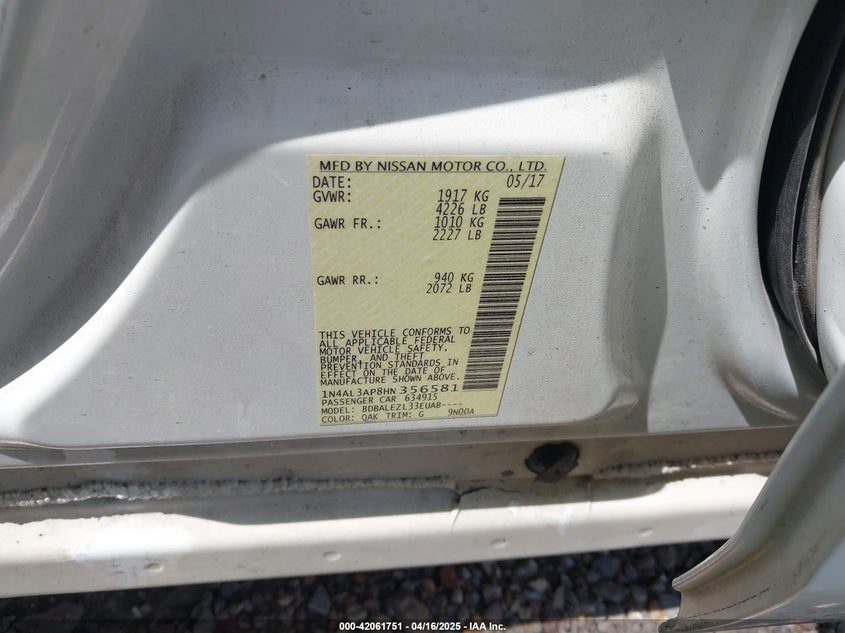 MFD BY NISSAN MOTOR CO., LTD.
DATE: 05/17
GVWR: 1917 KG
4226 LB
GAWR FR.: 1010 KG
2227 LB
GAWR RR.: 940 KG
2072 LB
THIS VEHICLE CONFORMS TO
ALL APPLICABLE FEDERAL
MOTOR VEHICLE SAFETY,
BUMPER, AND THEFT
PREVENTION STANDARDS IN
EFFECT ON THE DATE OF
MANUFACTURE SHOWN ABOVE.
1N4AL3AP8HN356581
PASSENGER CAR 634915
MODEL: BDBALEZL33EUAB----
COLOR: QAK TRIM: G 9N00A
000-42061751 - 04/16/2025 - IAA Inc.